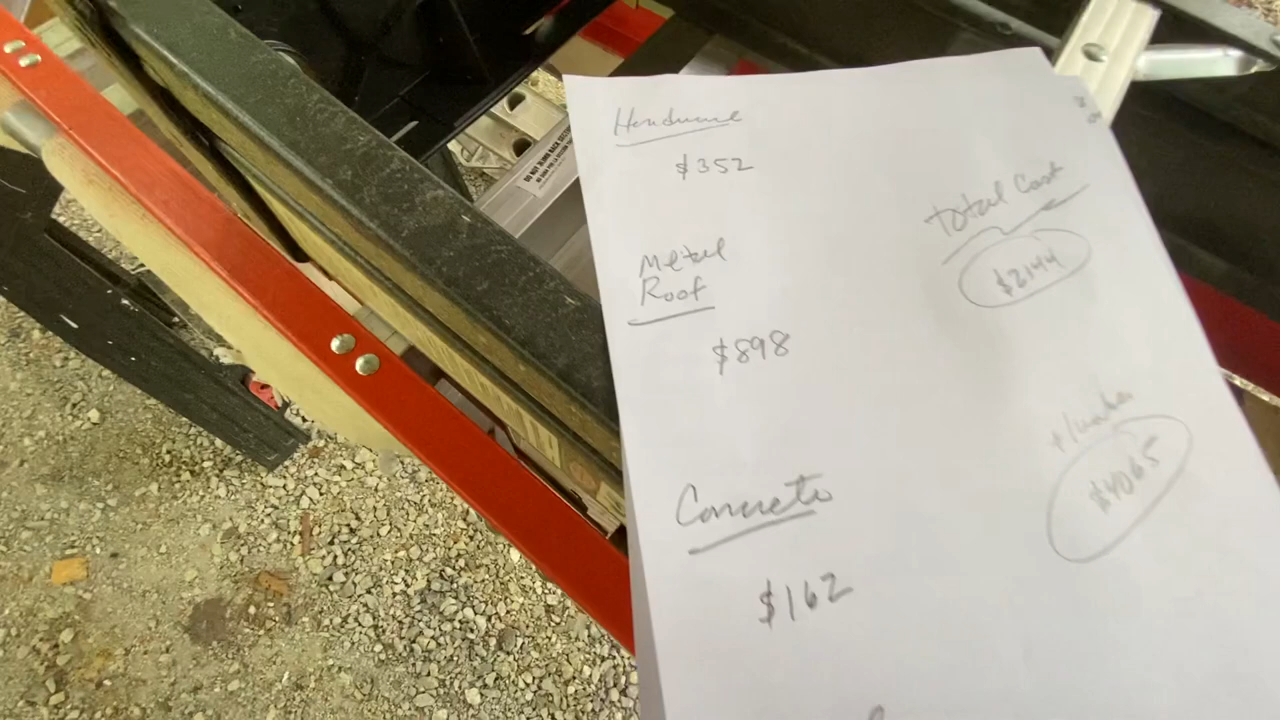 Hardware
$352
Metal
Roof
$898
Concrete
$162
Total Cost
$2144
+ lumber
$4065